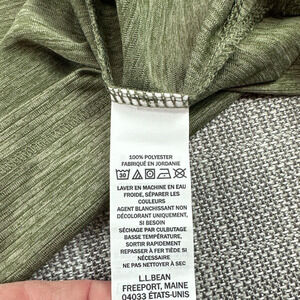 100% POLYESTER
FABRIQUÉ EN JORDANIE
30
LAVER EN MACHINE EN EAU
FROIDE, SÉPARER LES
COULEURS
AGENT BLANCHISSANT NON
DÉCOLORANT UNIQUEMENT,
SI BESOIN
SÉCHAGE PAR CULBUTAGE
BASSE TEMPÉRATURE,
SORTIR RAPIDEMENT
REPASSER À FER TIÈDE SI
NÉCESSAIRE
NE PAS NETTOYER À SEC
L.L.BEAN
FREEPORT, MAINE
04033 ÉTATS-UNIS